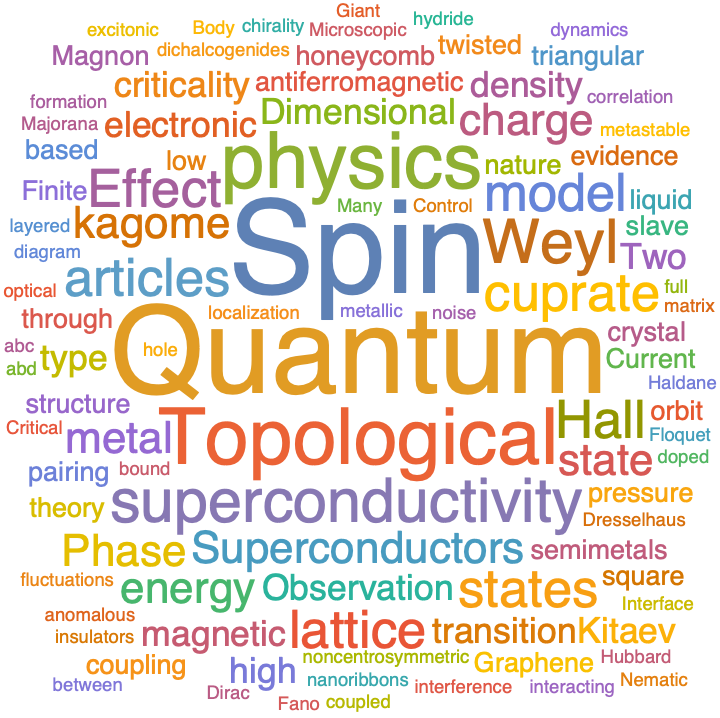 Giant
excitonic Body chirality Microscopic hydride dynamics
Magnon dichalcogenides honeycomb twisted triangular
criticality antiferromagnetic density correlation
formation Dimensional charge
Majorana electronic metastable
based low physics nature evidence
Finite Effect Many Control model liquid
layered kagome Spin Weyl slave
diagram articles Two
optical cuprate full
through localization metallic noise matrix
abc hole Quantum crystal
abd type Current
structure Haldane
Critical metal Topological Hall orbit
Floquet
pairing bound state doped
theory superconductivity pressure
Dresselhaus
Phase Superconductors semimetals
fluctuations energy Observation states square
anomalous Interface
insulators magnetic lattice transition Kitaev
coupling high noncentrosymmetric Graphene Hubbard
between nanoribbons interference interacting Nematic
Dirac Fano coupled